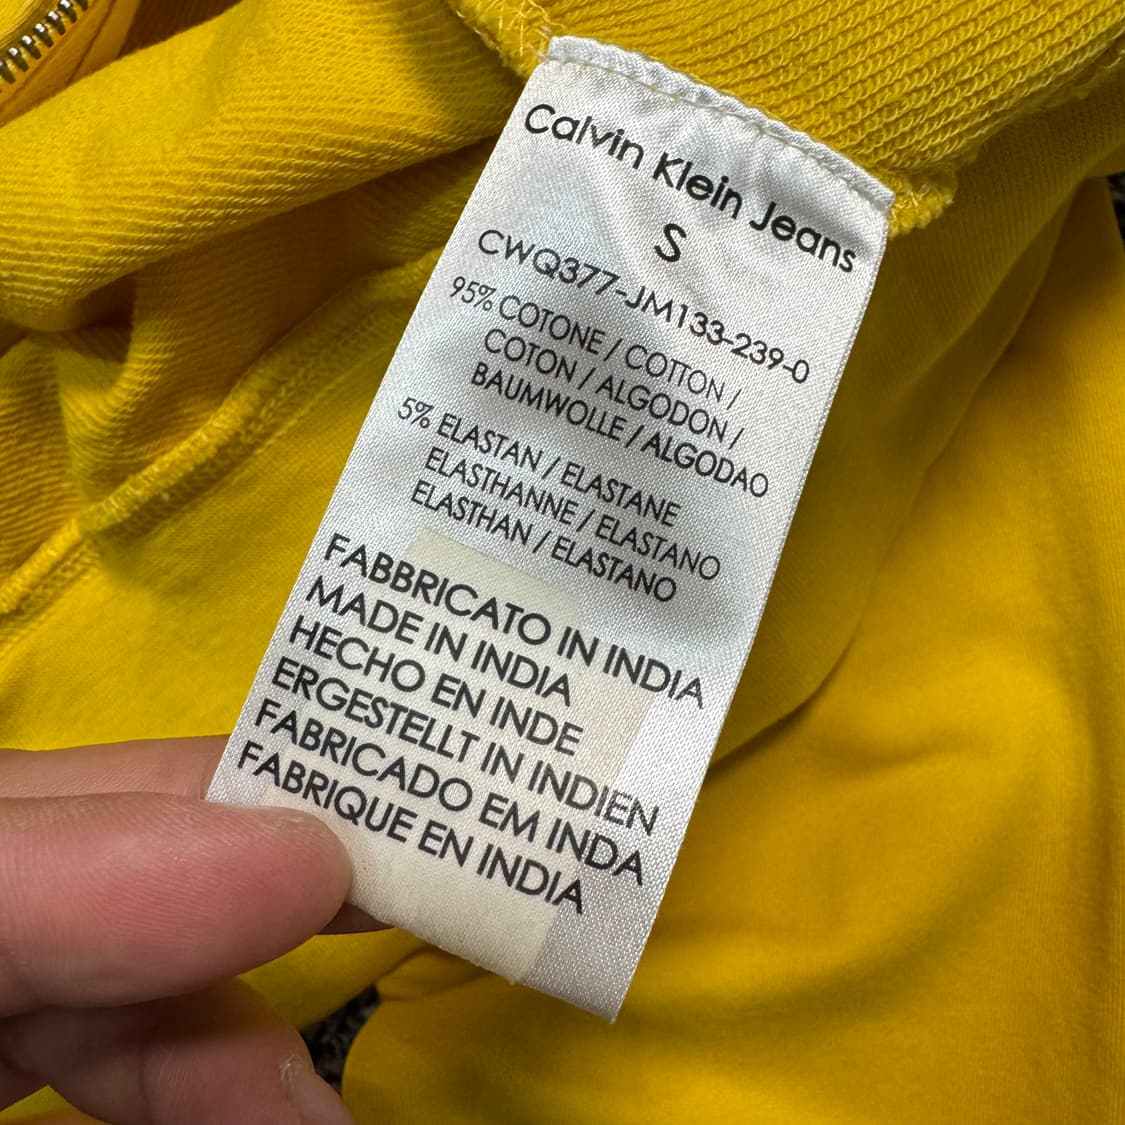 Calvin Klein Jeans
S
CWQ377-JM133-239-0
95% COTONE / COTTON /
COTON / ALGODON /
BAUMWOLLE / ALGODAO
5% ELASTAN / ELASTANE
ELASTHANNE / ELASTANO
ELASTHAN / ELASTANO
FABBRICATO IN INDIA
MADE IN INDIA
HECHO EN INDE
ERGESTELLT IN INDIEN
FABRICADO EM INDA
FABRIQUE EN INDIA